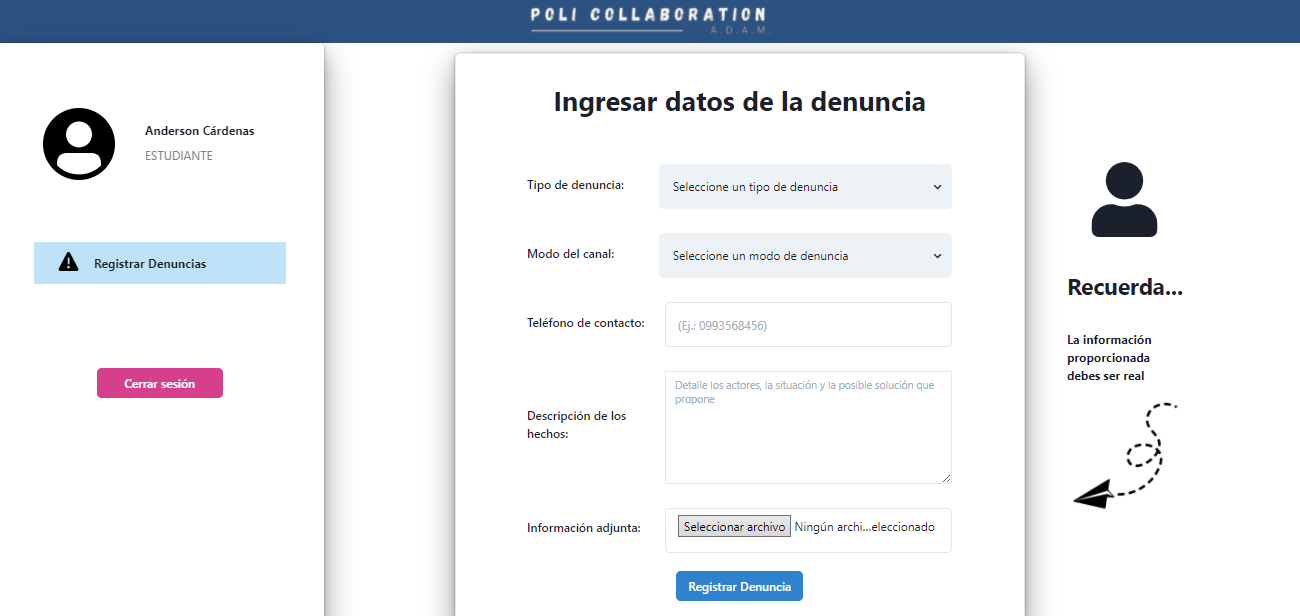 POLI COLLABORATION
A.D.A.M.
Anderson Cárdenas
ESTUDIANTE
Registrar Denuncias
Cerrar sesión
Ingresar datos de la denuncia
Tipo de denuncia:
Seleccione un tipo de denuncia
Modo del canal:
Seleccione un modo de denuncia
Teléfono de contacto:
(Ej.: 0993568456)
Descripción de los
hechos:
Detalle los actores, la situación y la posible solución que
propone
Información adjunta:
Seleccionar archivo Ningún archi...eleccionado
Registrar Denuncia
Recuerda...
La información
proporcionada
debes ser real